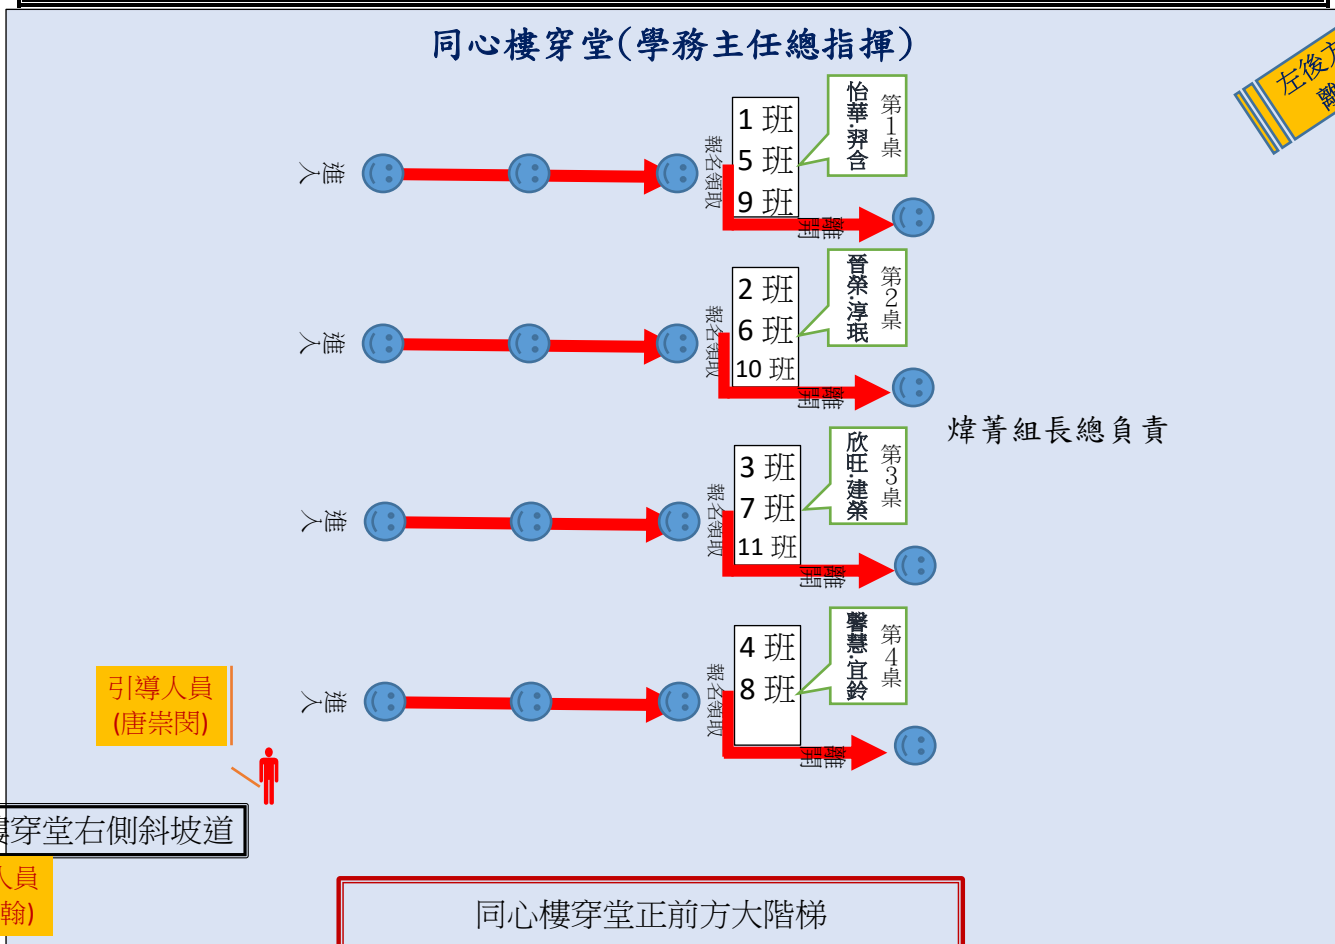 同心樓穿堂(學務主任總指揮)
左後方
離
進入
報名領取
1 班
5 班
9 班
第1桌
怡華.羿含
離開
進入
報名領取
2 班
6 班
10 班
第2桌
晉榮.淳珉
離開
煒菁組長總負責
進入
報名領取
3 班
7 班
11 班
第3桌
欣旺.建榮
離開
進入
報名領取
4 班
8 班
第4桌
馨慧.宜鈴
離開
引導人員
(唐崇閔)
樓穿堂右側斜坡道
人員
翰)
同心樓穿堂正前方大階梯